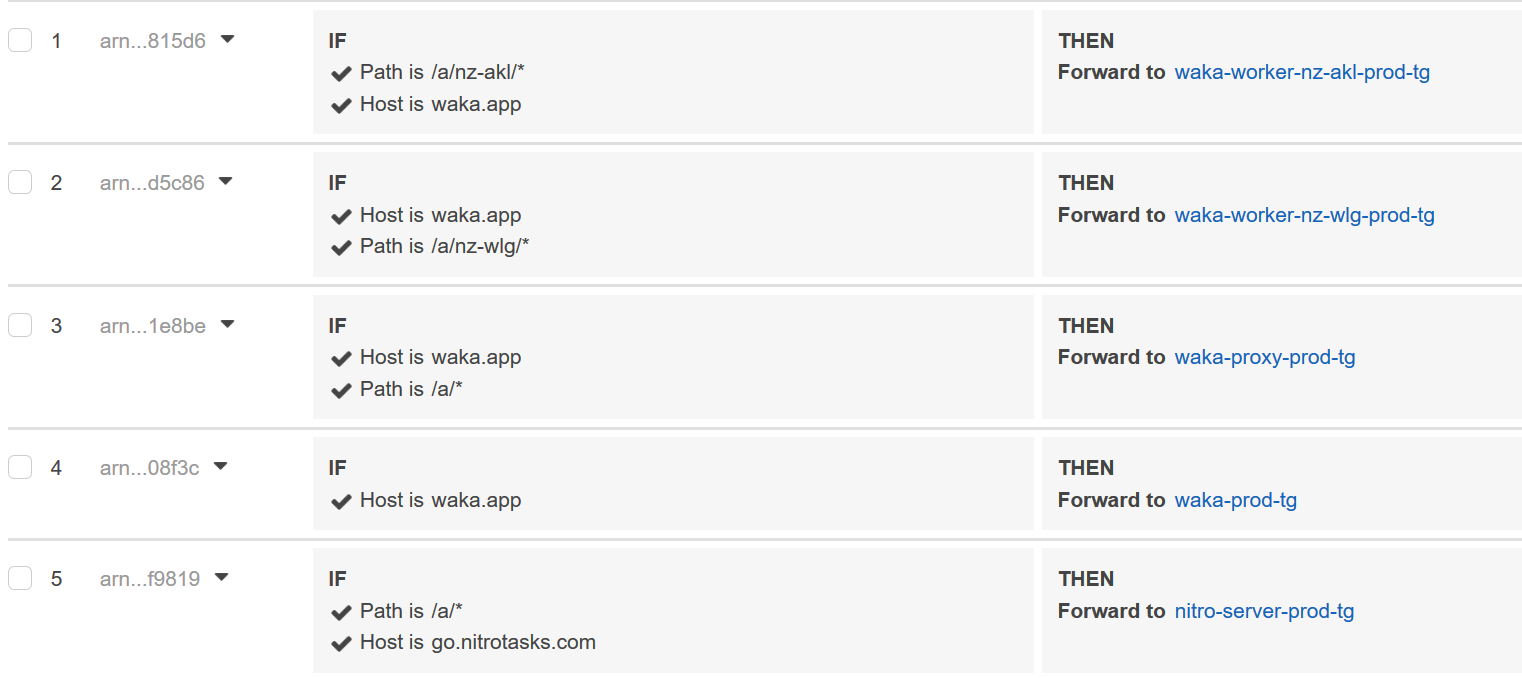 1 arn...815d6 IF THEN
Path is /a/nz-akl/* Forward to waka-worker-nz-akl-prod-tg
Host is waka.app
2 arn...d5c86 IF THEN
Host is waka.app Forward to waka-worker-nz-wlg-prod-tg
Path is /a/nz-wlg/*
3 arn...1e8be IF THEN
Host is waka.app Forward to waka-proxy-prod-tg
Path is /a/*
4 arn...08f3c IF THEN
Host is waka.app Forward to waka-prod-tg
5 arn...f9819 IF THEN
Path is /a/* Forward to nitro-server-prod-tg
Host is go.nitrotasks.com